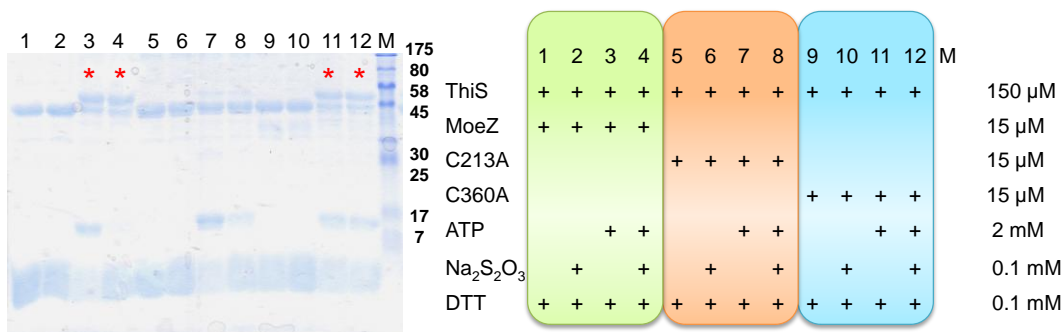 1 2 3 4 5 6 7 8 9 10 11 12 M
* * * *
175
80
58
45
30
25
17
7
1 2 3 4 5 6 7 8 9 10 11 12 M
ThiS + + + + + + + + + + + + 150 µM
MoeZ + + + + 15 µM
C213A + + + + 15 µM
C360A + + + + 15 µM
ATP + + + + + + 2 mM
Na₂S₂O₃ + + + + + + 0.1 mM
DTT + + + + + + + + + + + + 0.1 mM